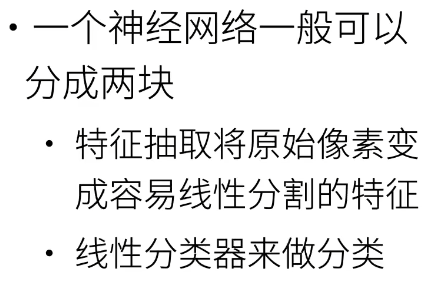 • 一个神经网络一般可以
分成两块
• 特征抽取将原始像素变
成容易线性分割的特征
• 线性分类器来做分类